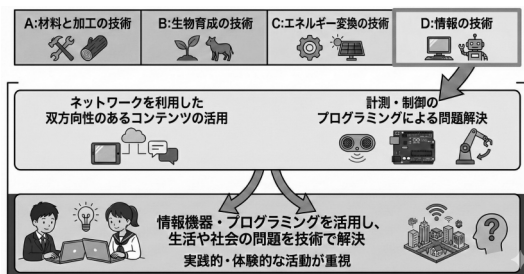 A:材料と加工の技術
B:生物育成の技術
C:エネルギー変換の技術
D:情報の技術
ネットワークを利用した
双方向性のあるコンテンツの活用
計測・制御の
プログラミングによる問題解決
情報機器・プログラミングを活用し、
生活や社会の問題を技術で解決
実践的・体験的な活動が重視